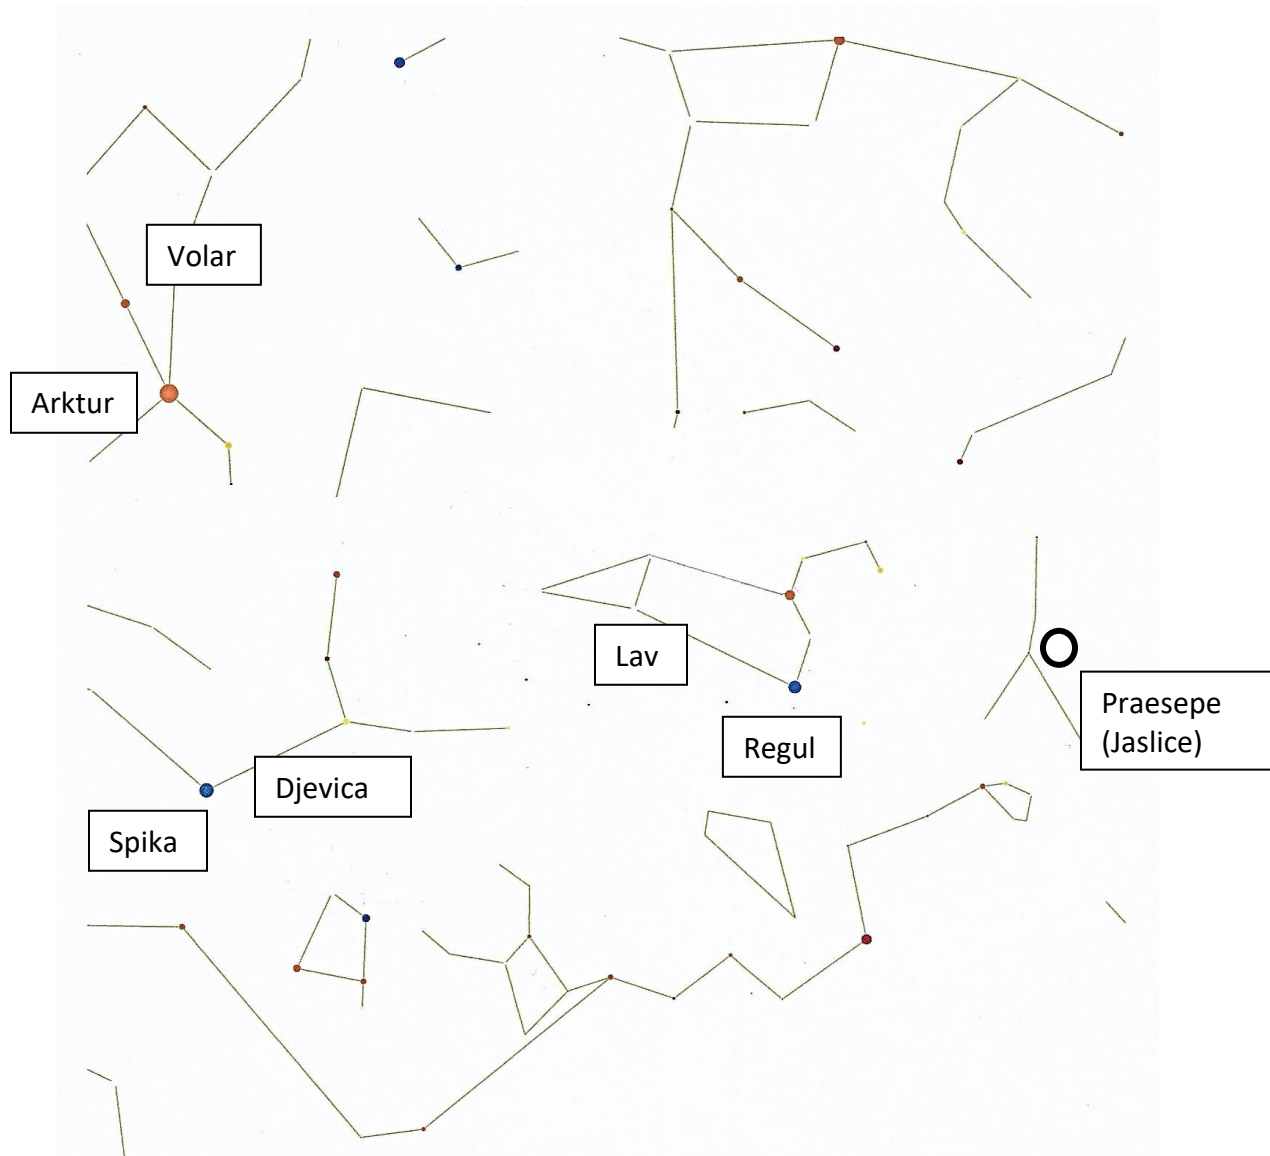 Volar
Arktur
Lav
Regul
Praesepe
(Jaslice)
Djevica
Spika